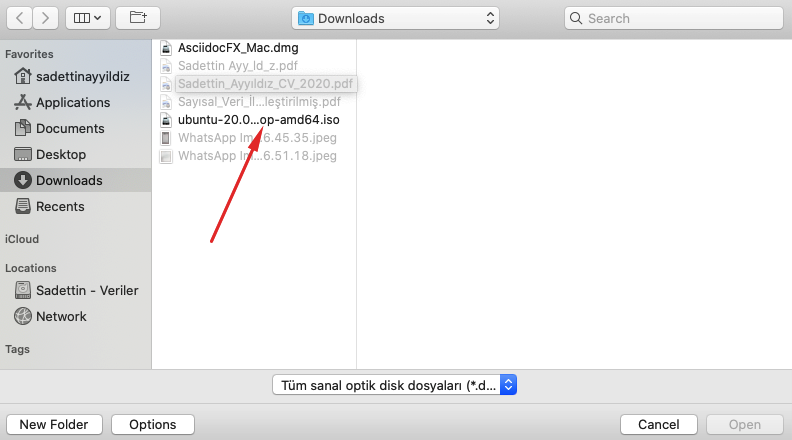 Downloads
Search
Favorites
sadettinayyildiz
Applications
Documents
Desktop
Downloads
Recents
iCloud
Locations
Sadettin - Veriler
Network
Tags
AsciidocFX_Mac.dmg
Sadettin Ayy_ld_z.pdf
Sadettin_Ayyıldız_CV_2020.pdf
Sayısal_Veri_İl...leştirilmiş.pdf
ubuntu-20.0...op-amd64.iso
WhatsApp Im...6.45.35.jpeg
WhatsApp Im...6.51.18.jpeg
Tüm sanal optik disk dosyaları (*.d...
New Folder
Options
Cancel
Open